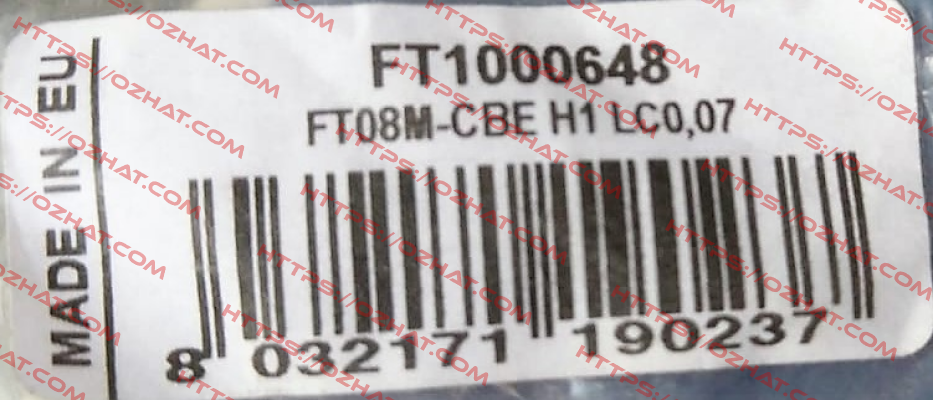 MADE IN EU
FT1000648
FT08M-CBE H1 LC0,07
8 032171 190237
HTTPS://OZHAT.COM